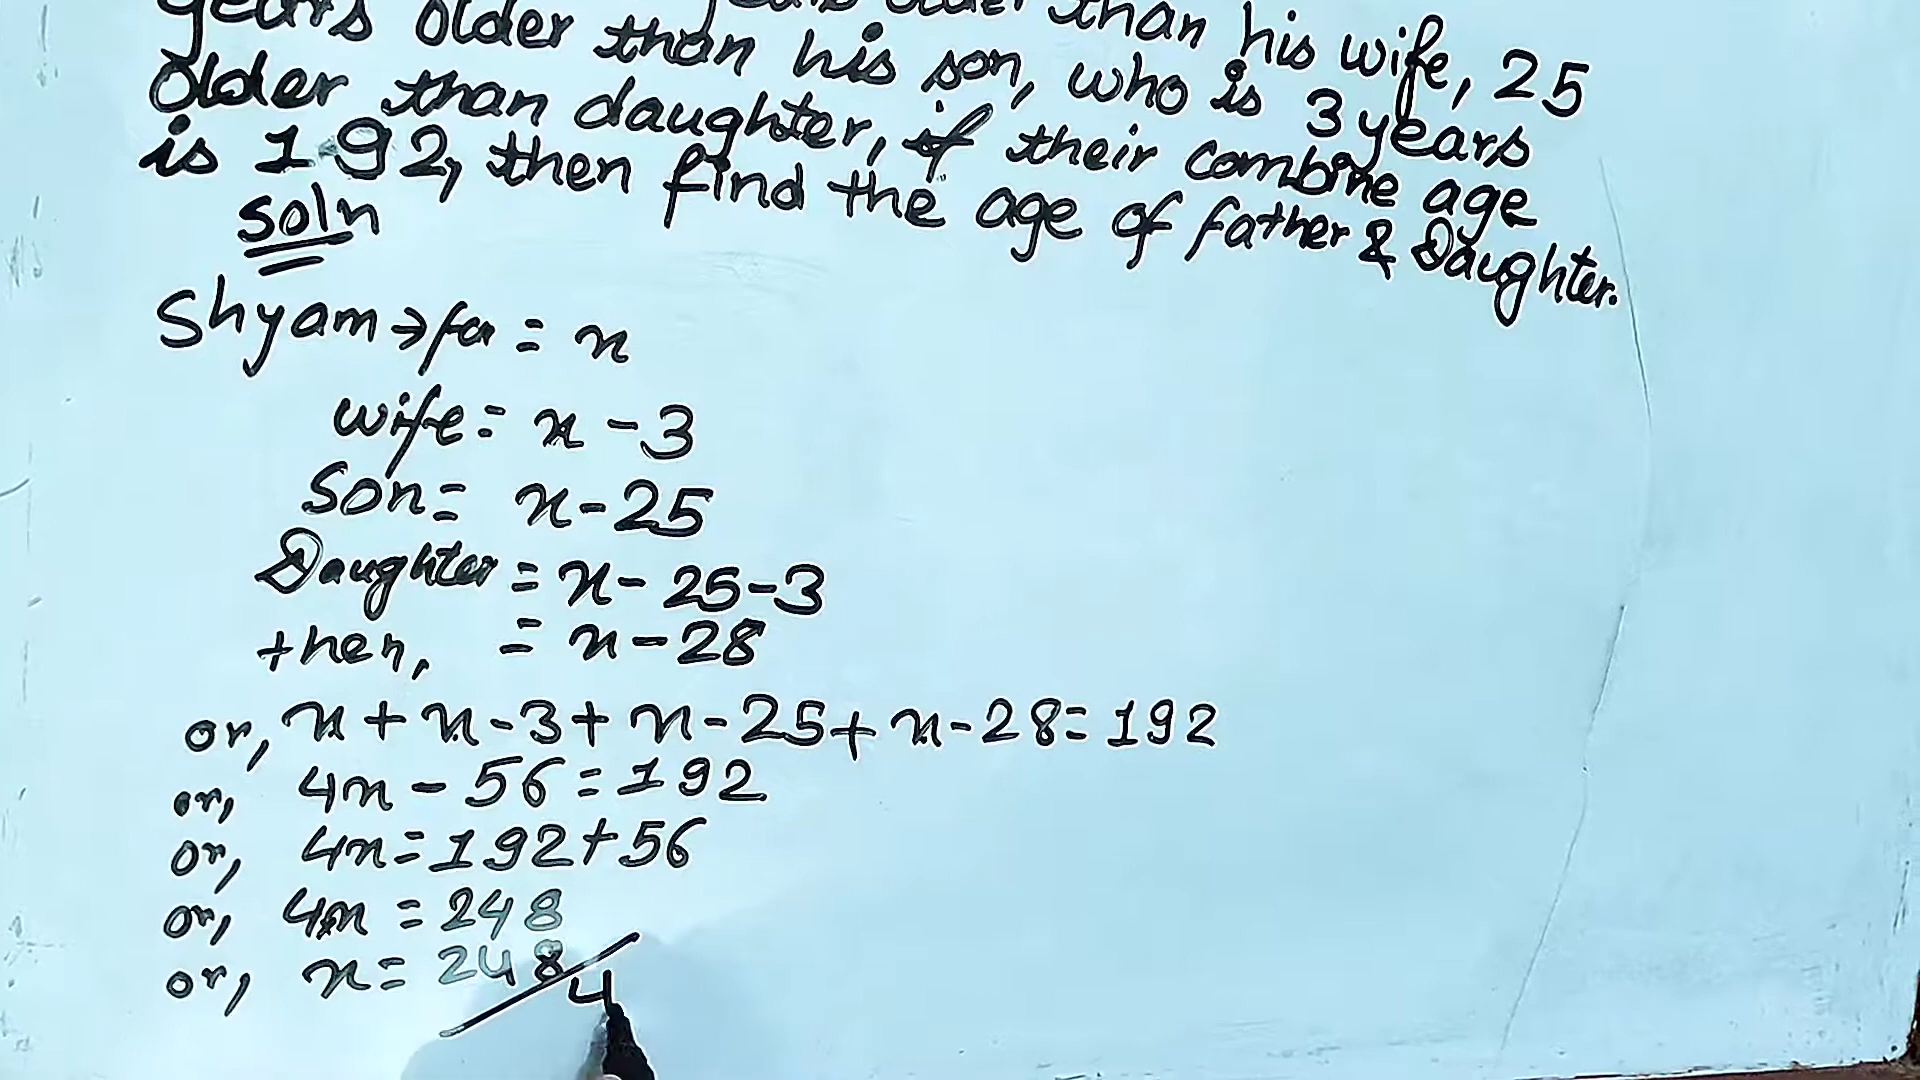 years older than his wife, 25
older than his son, who is 3 years
older than daughter, if their combine age
is 192, then find the age of father & Daughter.
soln
Shyam → = x
wife = x - 3
Son = x - 25
Daughter = x - 25 - 3
then, = x - 28
or, x + x - 3 + x - 25 + x - 28 = 192
or, 4x - 56 = 192
or, 4x = 192 + 56
or, 4x = 248
or, x = 248/4